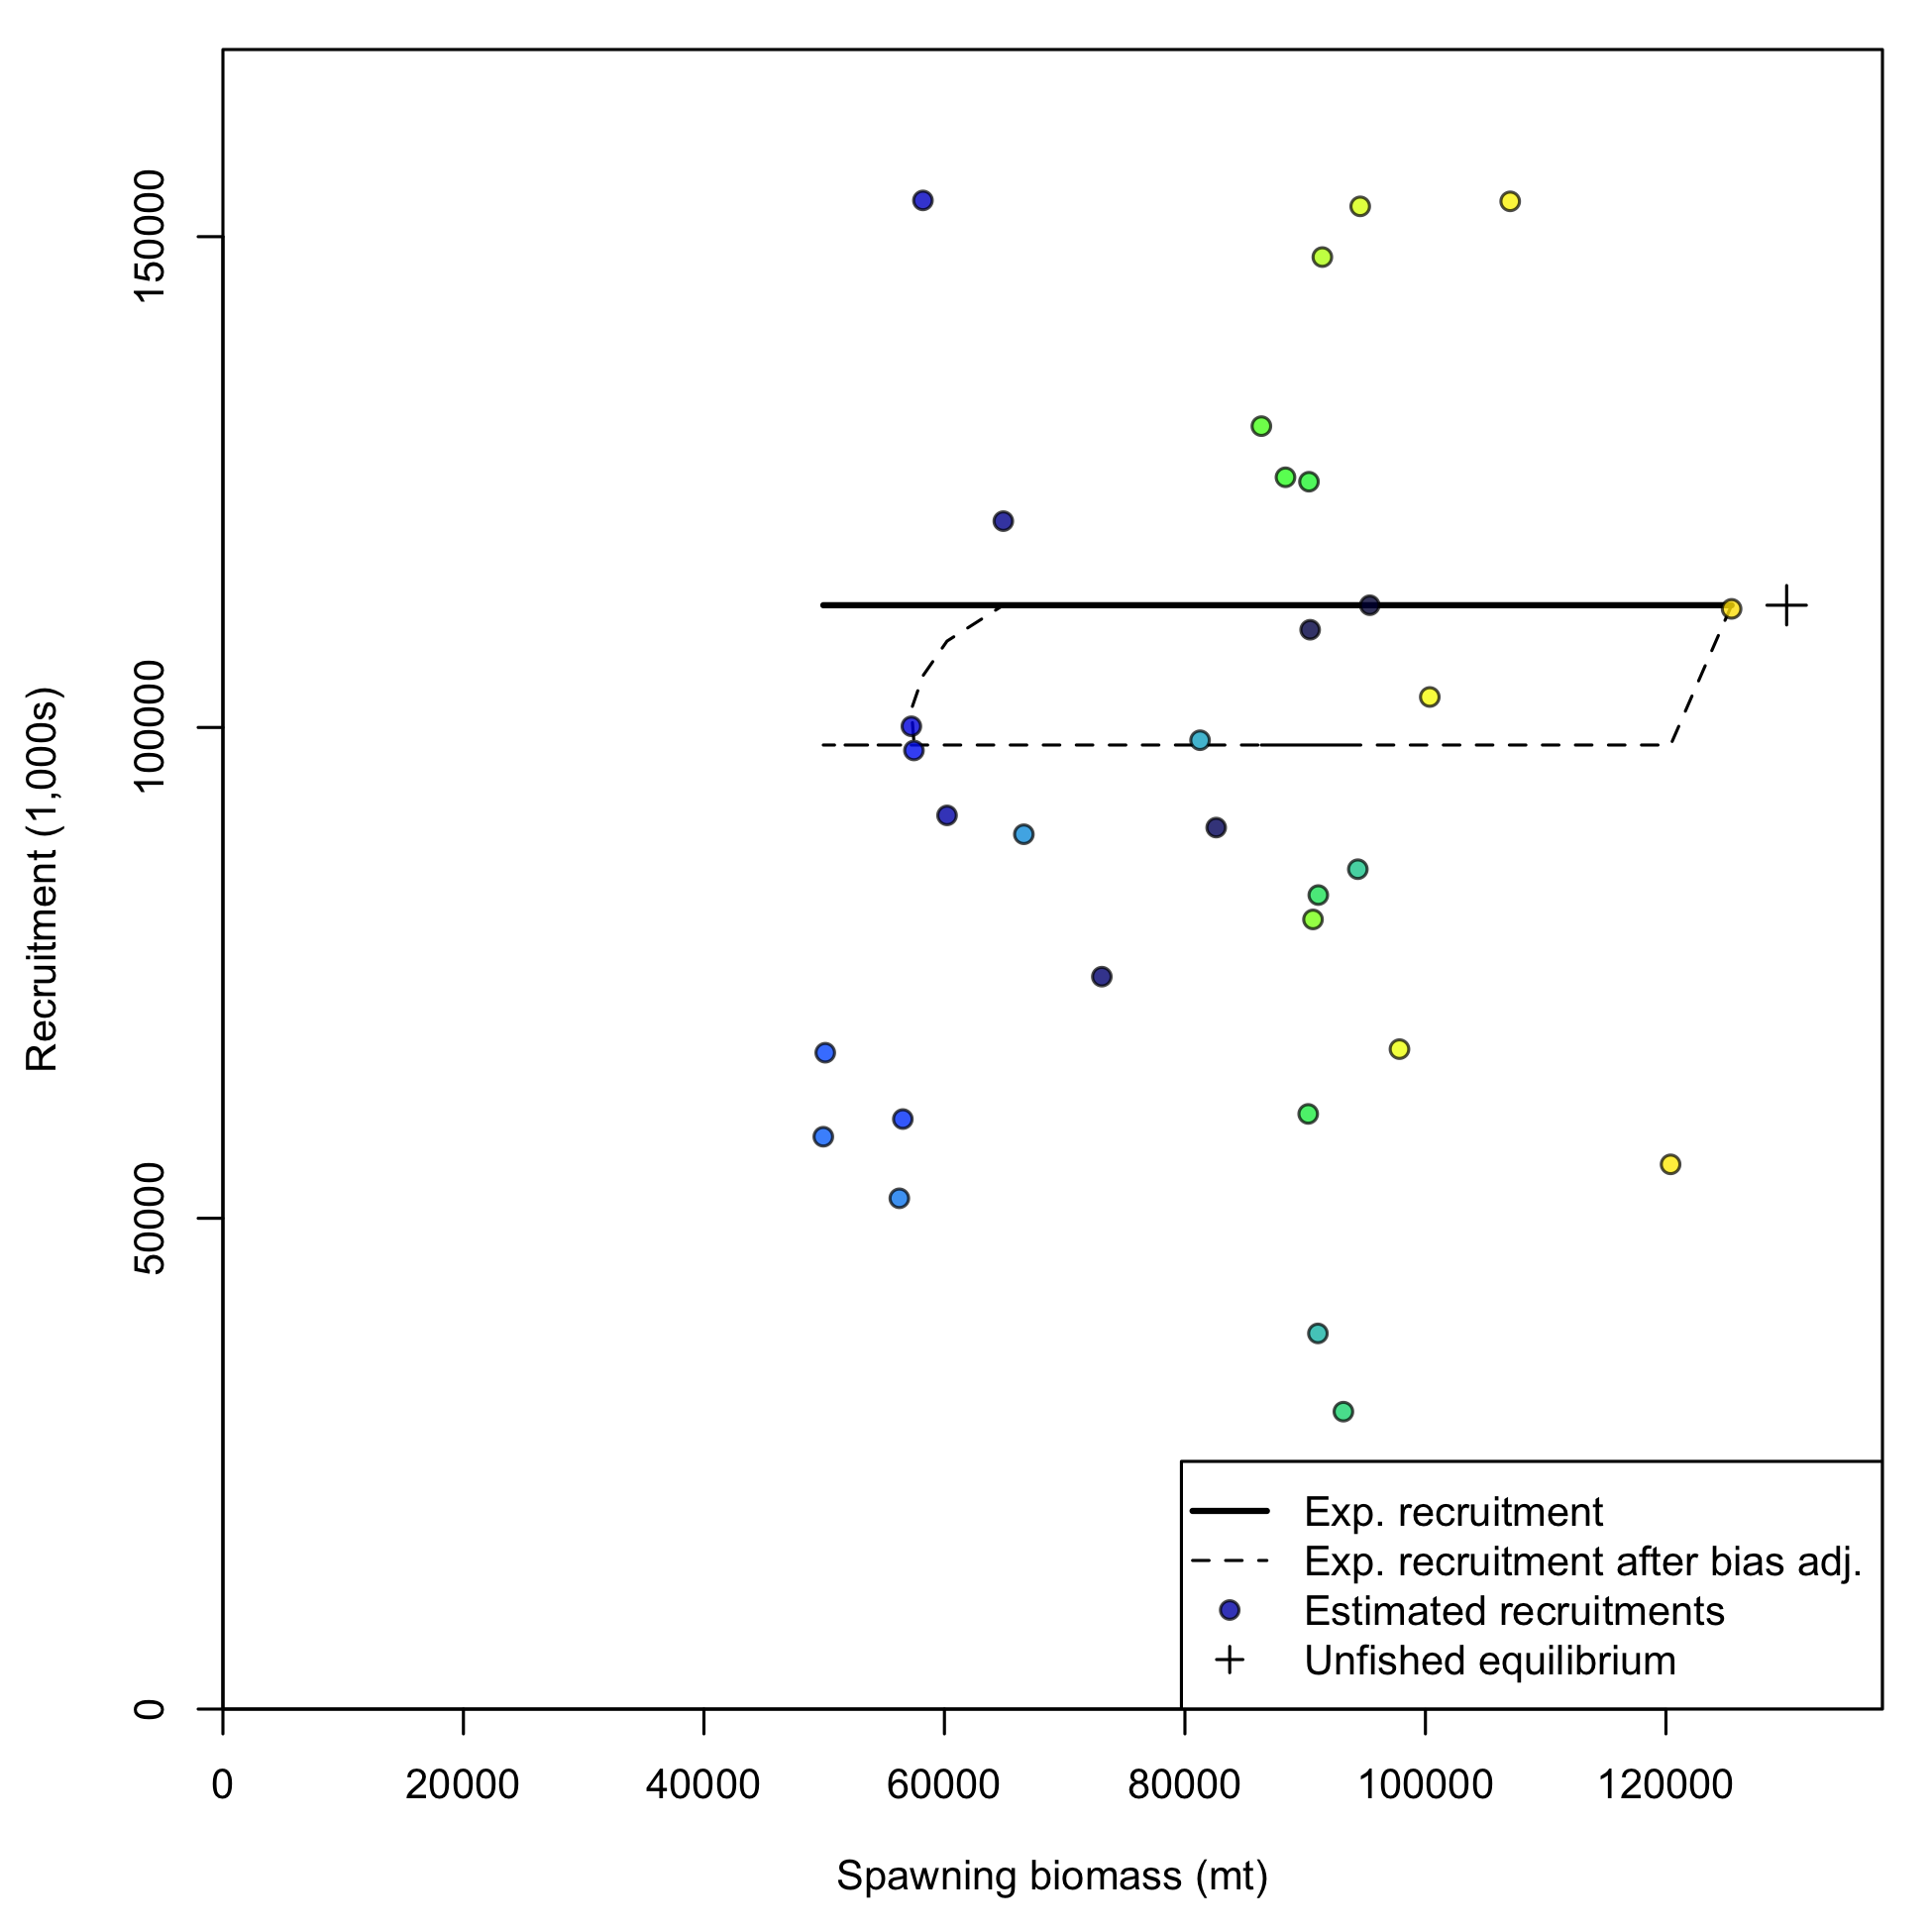 Recruitment (1,000s)
150000
100000
50000
0
0 20000 40000 60000 80000 100000 120000
Spawning biomass (mt)
Exp. recruitment
Exp. recruitment after bias adj.
Estimated recruitments
Unfished equilibrium